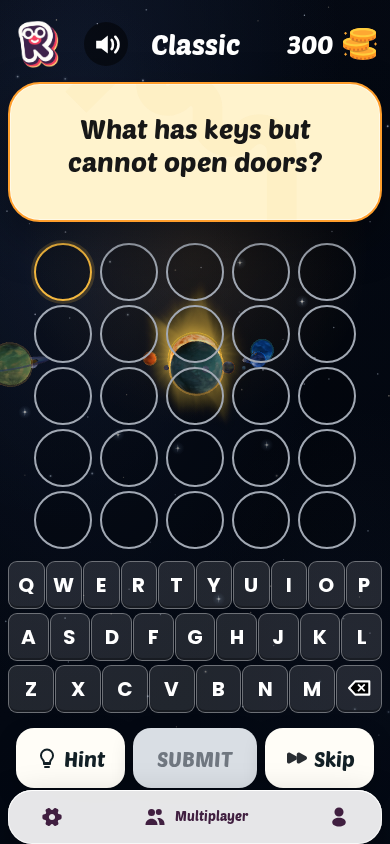 R
Classic
300
What has keys but
cannot open doors?
Q W E R T Y U I O P
A S D F G H J K L
Z X C V B N M
Hint
SUBMIT
Skip
Multiplayer